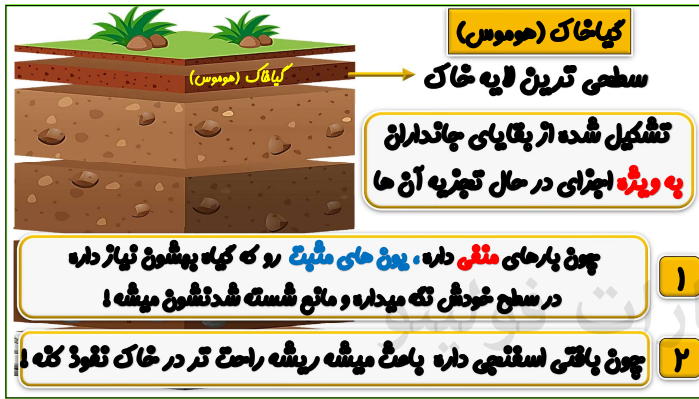 گیاخاک (هوموس)
سطحی ترین لایه خاک
گیاخاک (هوموس)
تشکیل شده از بقایای جانداران
به ویژه اجزای در حال تجزیه آن ها
۱
چون بارهای منفی داره، یون های مثبت رو که گیاه بهشون نیاز داره
در سطح خودش نگه میداره و مانع شسته شدنشون میشه !
۲
چون بافتی اسفنجی داره باعث میشه ریشه راحت تر در خاک نفوذ کنه !